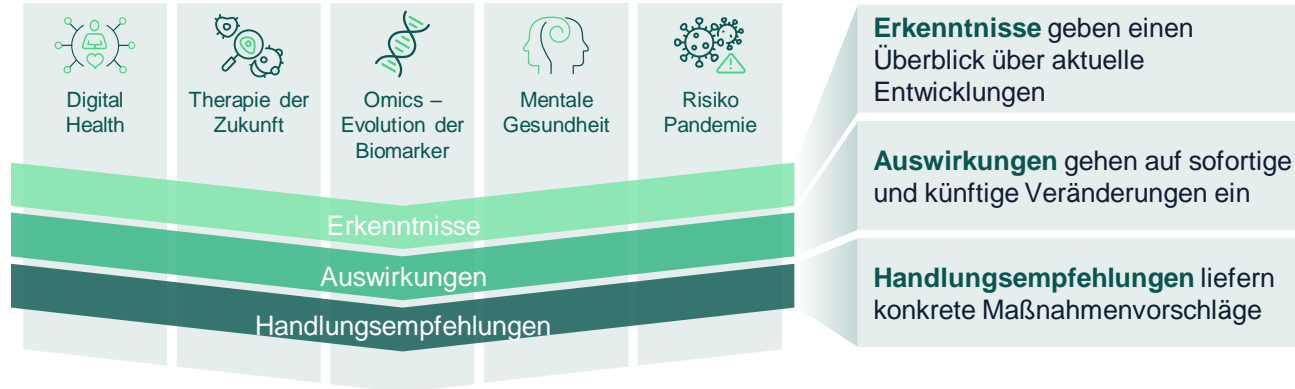 Digital
Health
Therapie der
Zukunft
Omics –
Evolution der
Biomarker
Mentale
Gesundheit
Risiko
Pandemie
Erkenntnisse
Auswirkungen
Handlungsempfehlungen
Erkenntnisse geben einen
Überblick über aktuelle
Entwicklungen
Auswirkungen gehen auf sofortige
und künftige Veränderungen ein
Handlungsempfehlungen liefern
konkrete Maßnahmenvorschläge